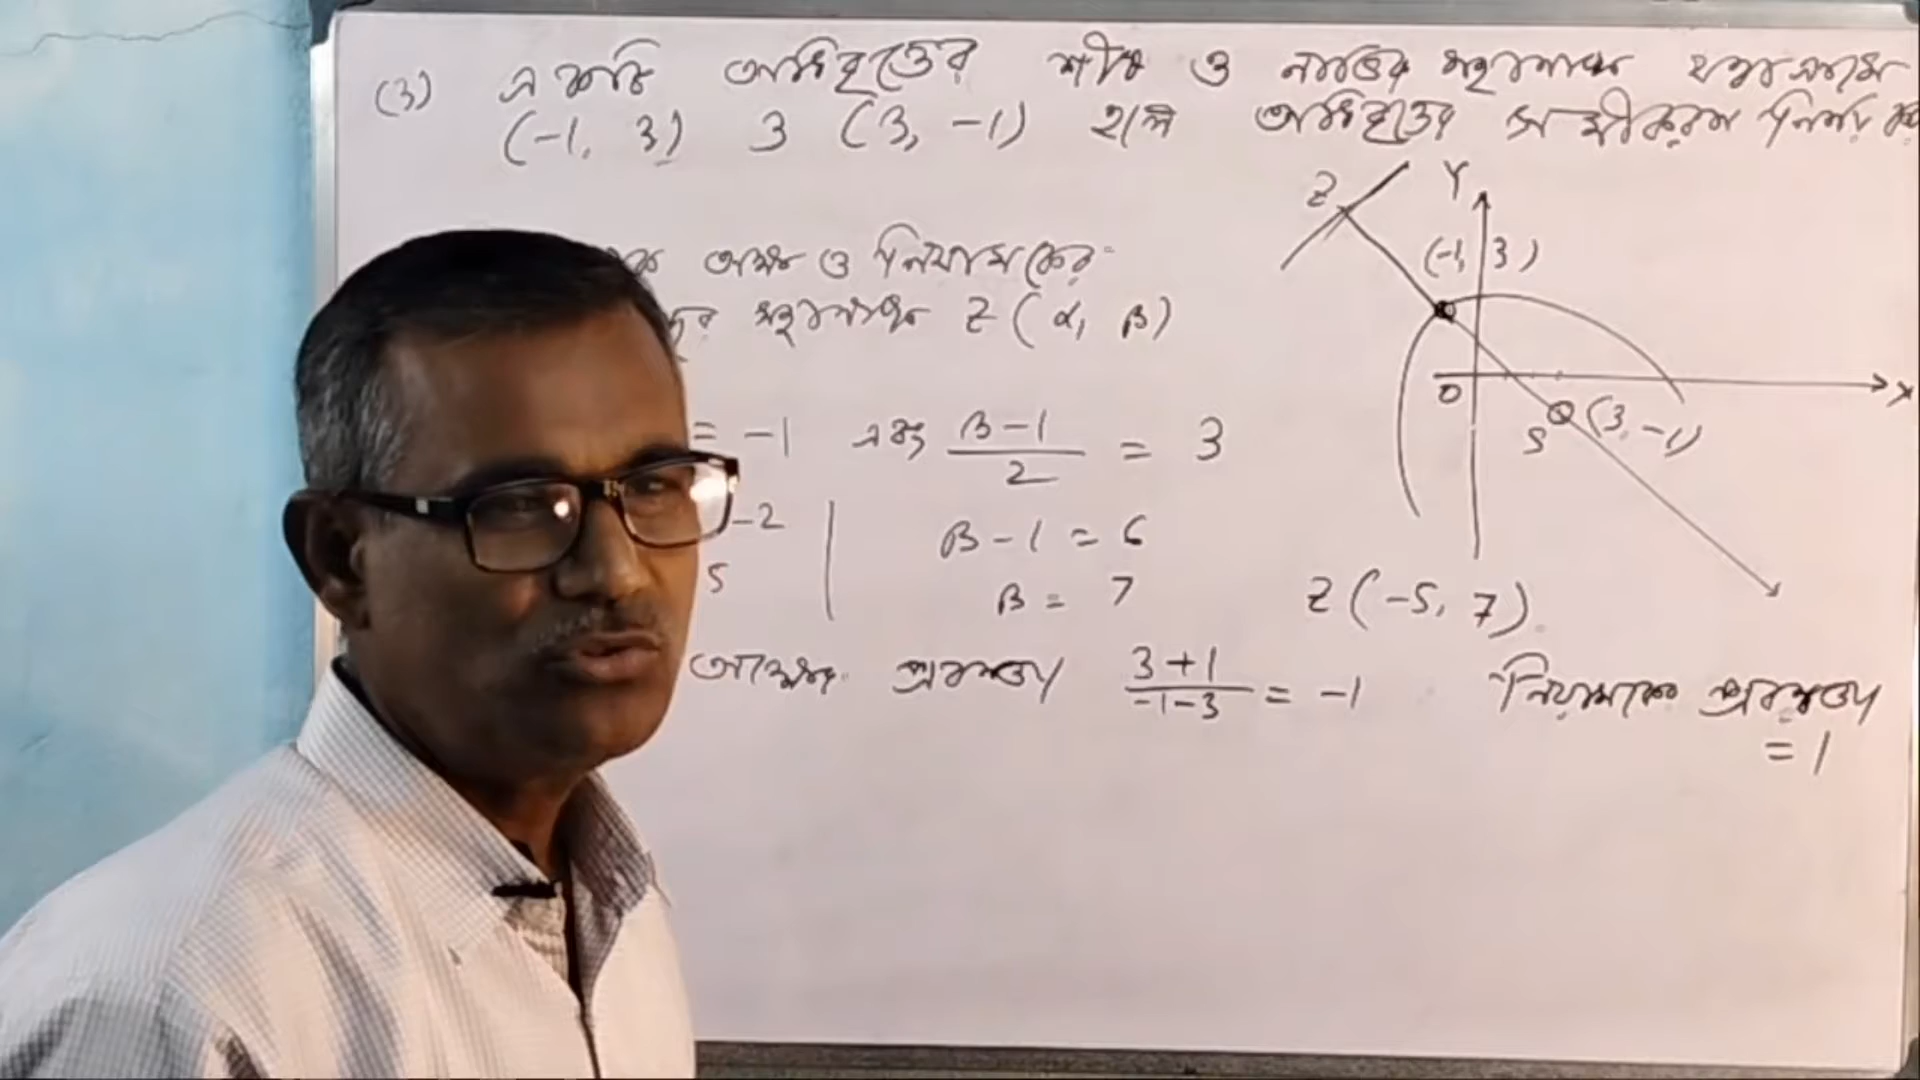 (3) একটি অধিবৃত্তের শীর্ষ ও নাভির স্থানাঙ্ক যথাক্রমে
(-1, 3) ও (3, -1) হলে অধিবৃত্তের সমীকরণ নির্ণয় কর
অক্ষ ও নিয়ামকের
স্থানাঙ্ক Z (α, β)
= -1 এবং (β-1)/2 = 3
-2 β-1 = 6
5 β = 7
Z (-5, 7)
অক্ষের প্রবণতা (3+1)/(-1-3) = -1 নিয়ামকের প্রবণতা
= 1
Z
Y
(-1, 3)
O
X
S (3, -1)